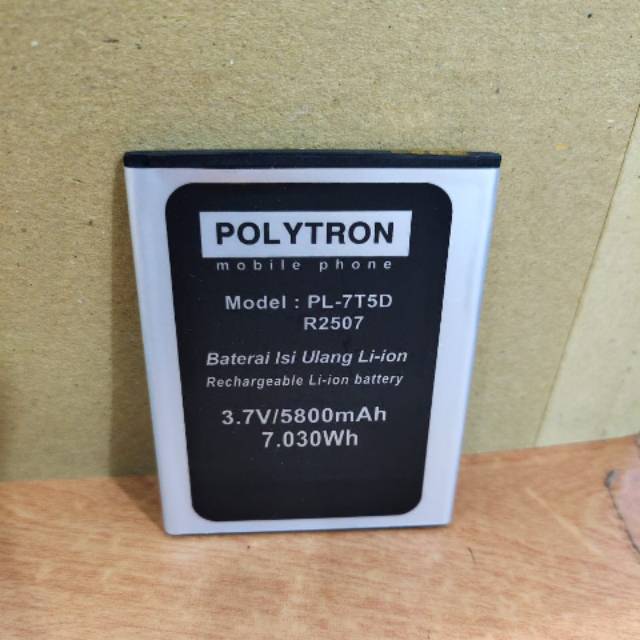 POLYTRON
mobile phone
Model : PL-7T5D
R2507
Baterai Isi Ulang Li-ion
Rechargeable Li-ion battery
3.7V/5800mAh
7.030Wh